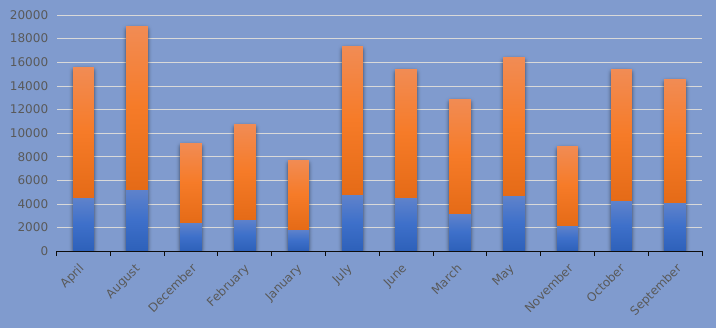 20000
18000
16000
14000
12000
10000
8000
6000
4000
2000
0
April
August
December
February
January
July
June
March
May
November
October
September